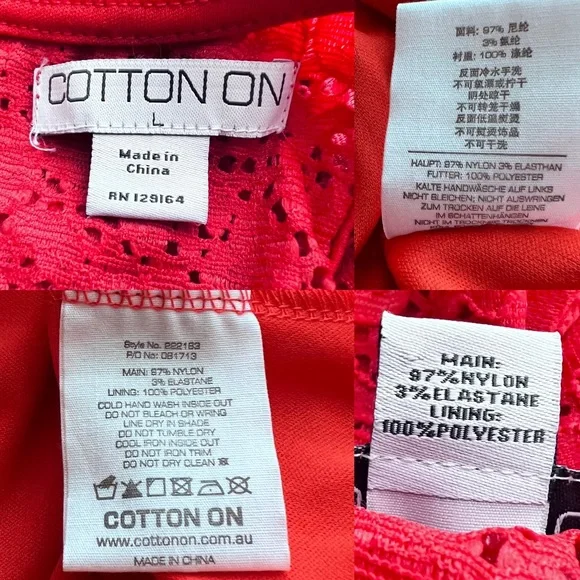 COTTON ON
L
Made in
China
RN 129164
面料: 97% 尼纶
3% 氨纶
衬里: 100% 涤纶
反面冷水手洗
不可氯漂或拧干
阴处晾干
不可转笼干燥
反面低温熨烫
不可熨烫饰品
不可干洗
HAUPT: 97% NYLON 3% ELASTHAN
FUTTER: 100% POLYESTER
KALTE HANDWÄSCHE AUF LINKS
NICHT BLEICHEN; NICHT AUSWRINGEN
ZUM TROCKEN AUF DIE LEING
IM SCHATTENHÄNGEN
NICHT IM TROCKNE TROCKNEN
Style No: 222163
P/O No: 081713
MAIN: 97% NYLON
3% ELASTANE
LINING: 100% POLYESTER
COLD HAND WASH INSIDE OUT
DO NOT BLEACH OR WRING
LINE DRY IN SHADE
DO NOT TUMBLE DRY
COOL IRON INSIDE OUT
DO NOT IRON TRIM
DO NOT DRY CLEAN
COTTON ON
www.cottonon.com.au
MADE IN CHINA
MAIN:
97%NYLON
3%ELASTANE
LINING:
100%POLYESTER